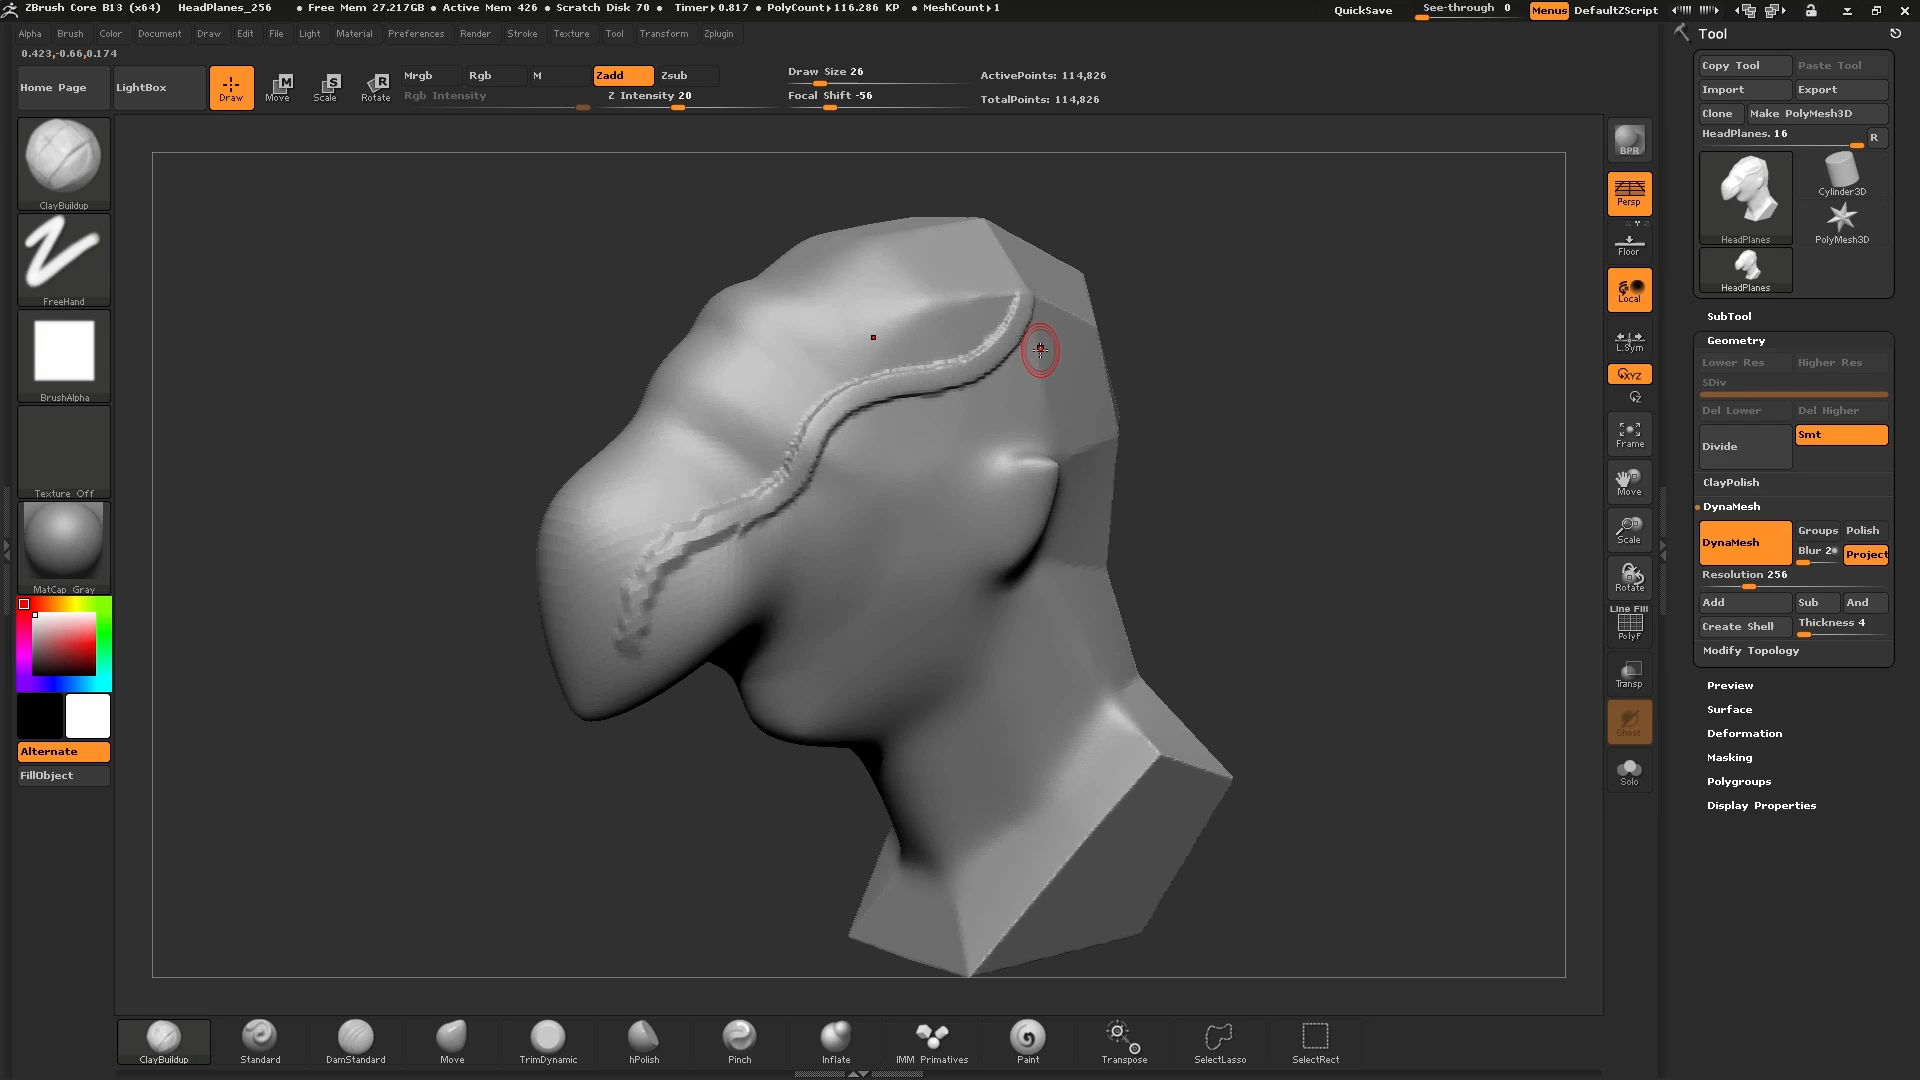 ZBrush Core B13 (x64) HeadPlanes_256 • Free Mem 27.217GB • Active Mem 426 • Scratch Disk 70 • Timer▸0.817 • PolyCount▸116.286 KP • MeshCount▸1 QuickSave See-through 0 Menus DefaultZScript
Alpha Brush Color Document Draw Edit File Light Material Preferences Render Stroke Texture Tool Transform Zplugin
0.423,-0.66,0.174
Home Page
LightBox
Draw
Move
M
Scale
S
Rotate
R
Mrgb Rgb M Zadd Zsub
Rgb Intensity Z Intensity 20
Draw Size 26
Focal Shift -56
ActivePoints: 114,826
TotalPoints: 114,826
ClayBuildup
FreeHand
BrushAlpha
Texture Off
MatCap Gray
Alternate
FillObject
BPR
Persp
Floor
Local
L.Sym
XYZ
Frame
Move
Scale
Rotate
Line Fill
PolyF
Transp
Ghost
Solo
Tool
Copy Tool Paste Tool
Import Export
Clone Make PolyMesh3D
HeadPlanes. 16 R
HeadPlanes
Cylinder3D
PolyMesh3D
HeadPlanes
SubTool
Geometry
Lower Res Higher Res
SDiv
Del Lower Del Higher
Divide Smt
ClayPolish
DynaMesh
DynaMesh Groups Polish
Blur 2 Project
Resolution 256
Add Sub And
Create Shell Thickness 4
Modify Topology
Preview
Surface
Deformation
Masking
Polygroups
Display Properties
ClayBuildup Standard DamStandard Move TrimDynamic hPolish Pinch Inflate IMM Primitives Paint Transpose SelectLasso SelectRect